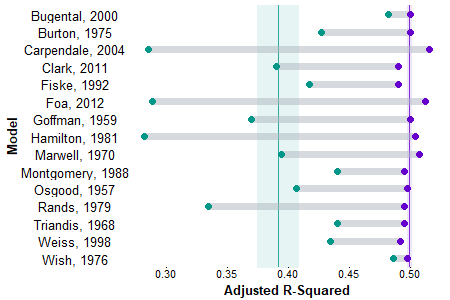 Bugental, 2000
Burton, 1975
Carpendale, 2004
Clark, 2011
Fiske, 1992
Foa, 2012
Goffman, 1959
Hamilton, 1981
Marwell, 1970
Montgomery, 1988
Osgood, 1957
Rands, 1979
Triandis, 1968
Weiss, 1998
Wish, 1976
Model
0.30 0.35 0.40 0.45 0.50
Adjusted R-Squared